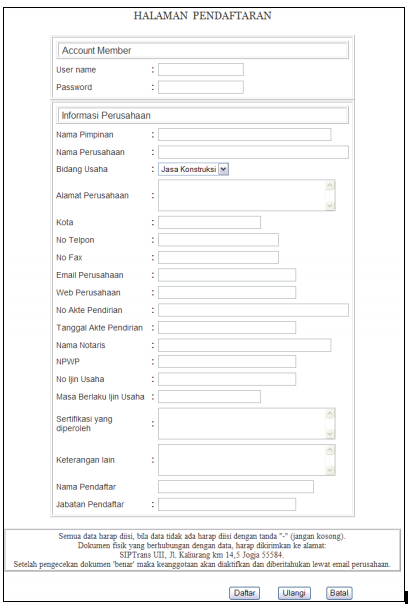 HALAMAN PENDAFTARAN
Account Member
User name :
Password :
Informasi Perusahaan
Nama Pimpinan :
Nama Perusahaan :
Bidang Usaha : Jasa Konstruksi
Alamat Perusahaan :
Kota :
No Telpon :
No Fax :
Email Perusahaan :
Web Perusahaan :
No Akte Pendirian :
Tanggal Akte Pendirian :
Nama Notaris :
NPWP :
No Ijin Usaha :
Masa Berlaku Ijin Usaha :
Sertifikasi yang
diperoleh :
Keterangan lain :
Nama Pendaftar :
Jabatan Pendaftar :
Semua data harap diisi, bila data tidak ada harap diisi dengan tanda "-" (jangan kosong).
Dokumen fisik yang berhubungan dengan data, harap dikirimkan ke alamat:
SIPTrans UII, Jl. Kaliurang km 14,5 Jogja 55584.
Setelah pengecekan dokumen 'benar' maka keanggotaan akan diaktifkan dan diberitahukan lewat email perusahaan.
Daftar Ulangi Batal